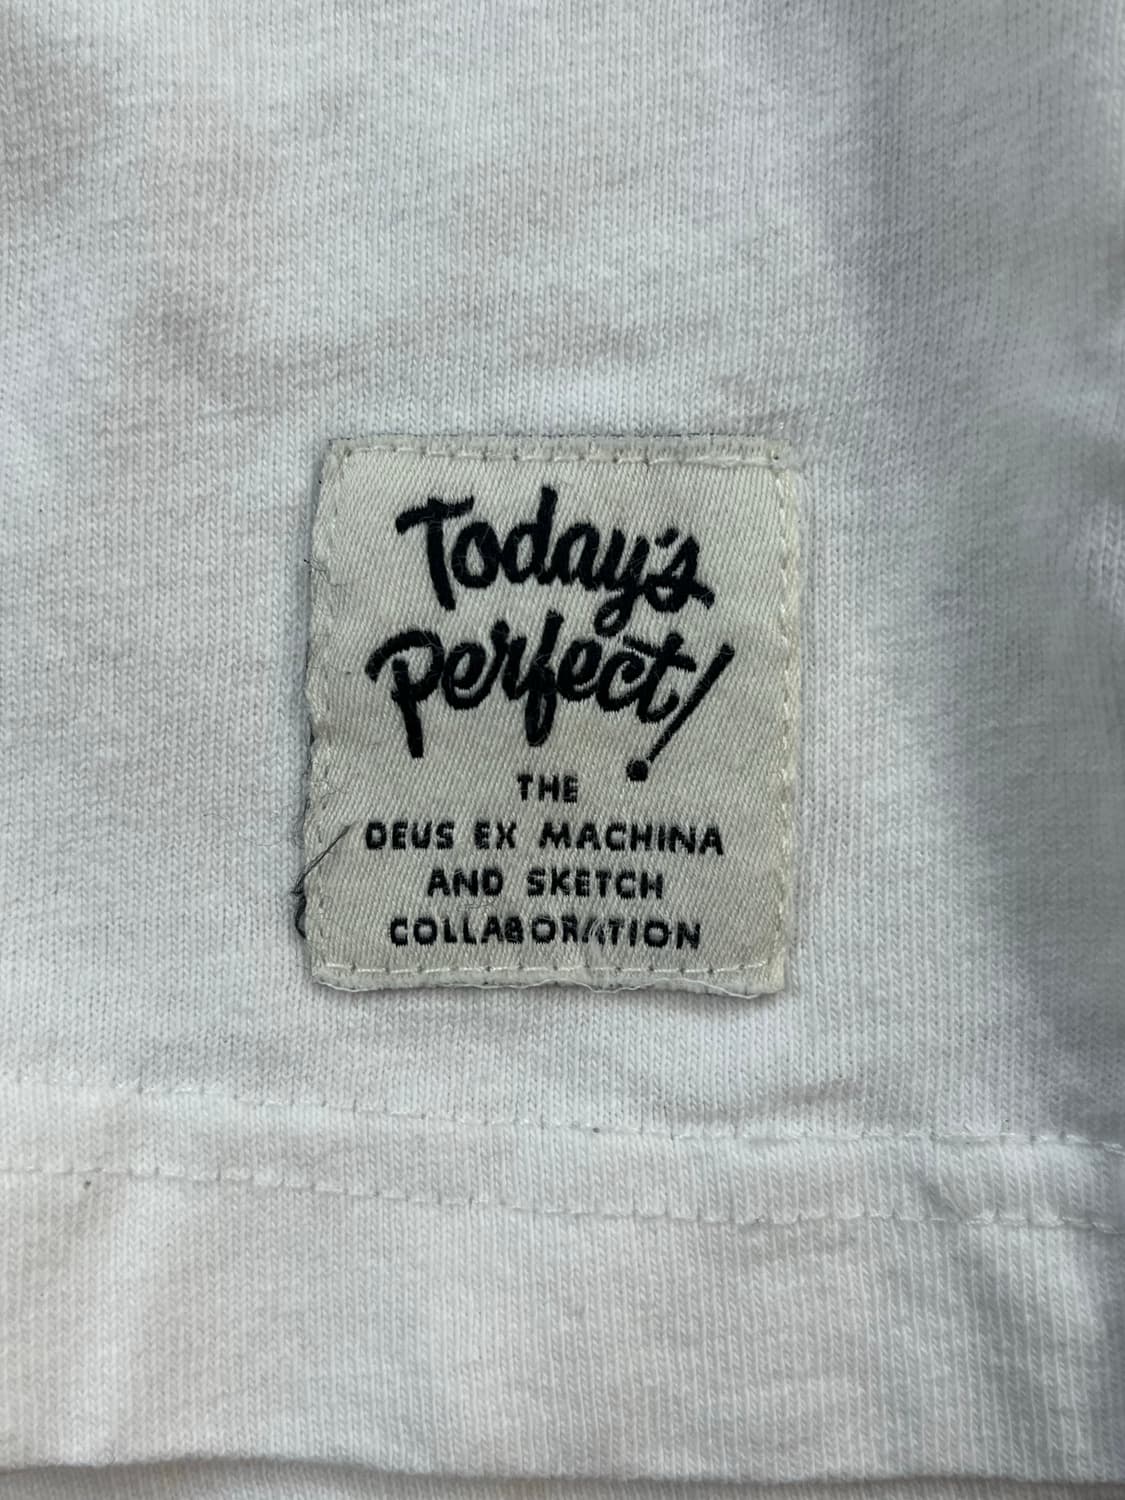 Today's
Perfect!
THE
DEUS EX MACHINA
AND SKETCH
COLLABORATION